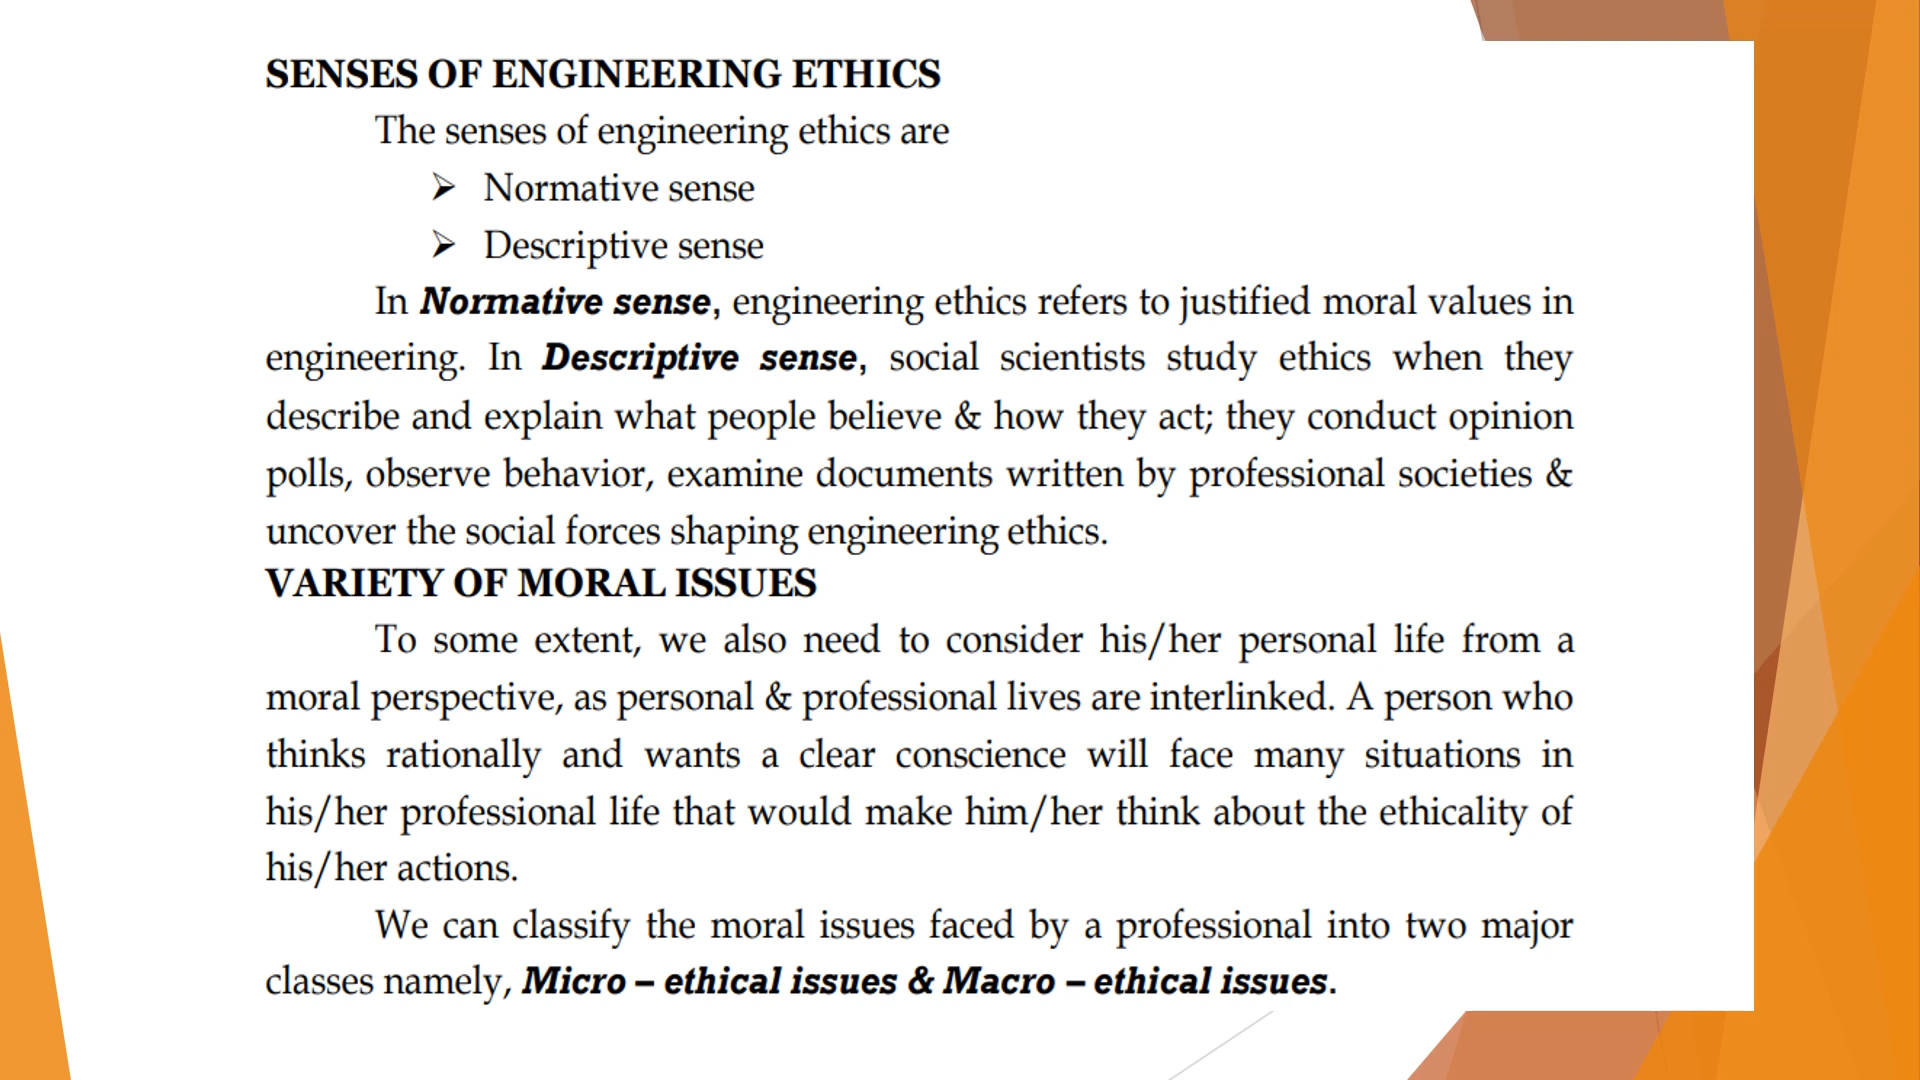 SENSES OF ENGINEERING ETHICS
The senses of engineering ethics are
➢ Normative sense
➢ Descriptive sense
In Normative sense, engineering ethics refers to justified moral values in
engineering. In Descriptive sense, social scientists study ethics when they
describe and explain what people believe & how they act; they conduct opinion
polls, observe behavior, examine documents written by professional societies &
uncover the social forces shaping engineering ethics.
VARIETY OF MORAL ISSUES
To some extent, we also need to consider his/her personal life from a
moral perspective, as personal & professional lives are interlinked. A person who
thinks rationally and wants a clear conscience will face many situations in
his/her professional life that would make him/her think about the ethicality of
his/her actions.
We can classify the moral issues faced by a professional into two major
classes namely, Micro – ethical issues & Macro – ethical issues.